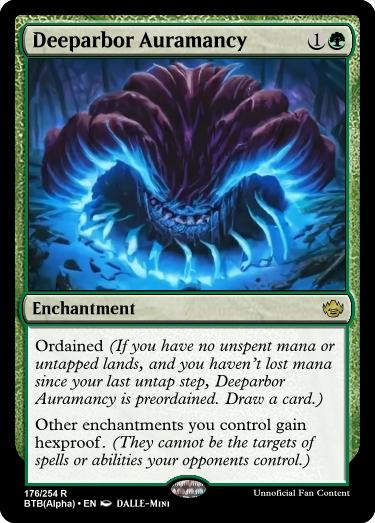 Deeparbor Auramancy 1
Enchantment
Ordained (If you have no unspent mana or
untapped lands, and you haven't lost mana
since your last untap step, Deeparbor
Auramancy is preordained. Draw a card.)
Other enchantments you control gain
hexproof. (They cannot be the targets of
spells or abilities your opponents control.)
176/254 R
BTB(Alpha) • EN DALLE-Mini
Unnoficial Fan Content